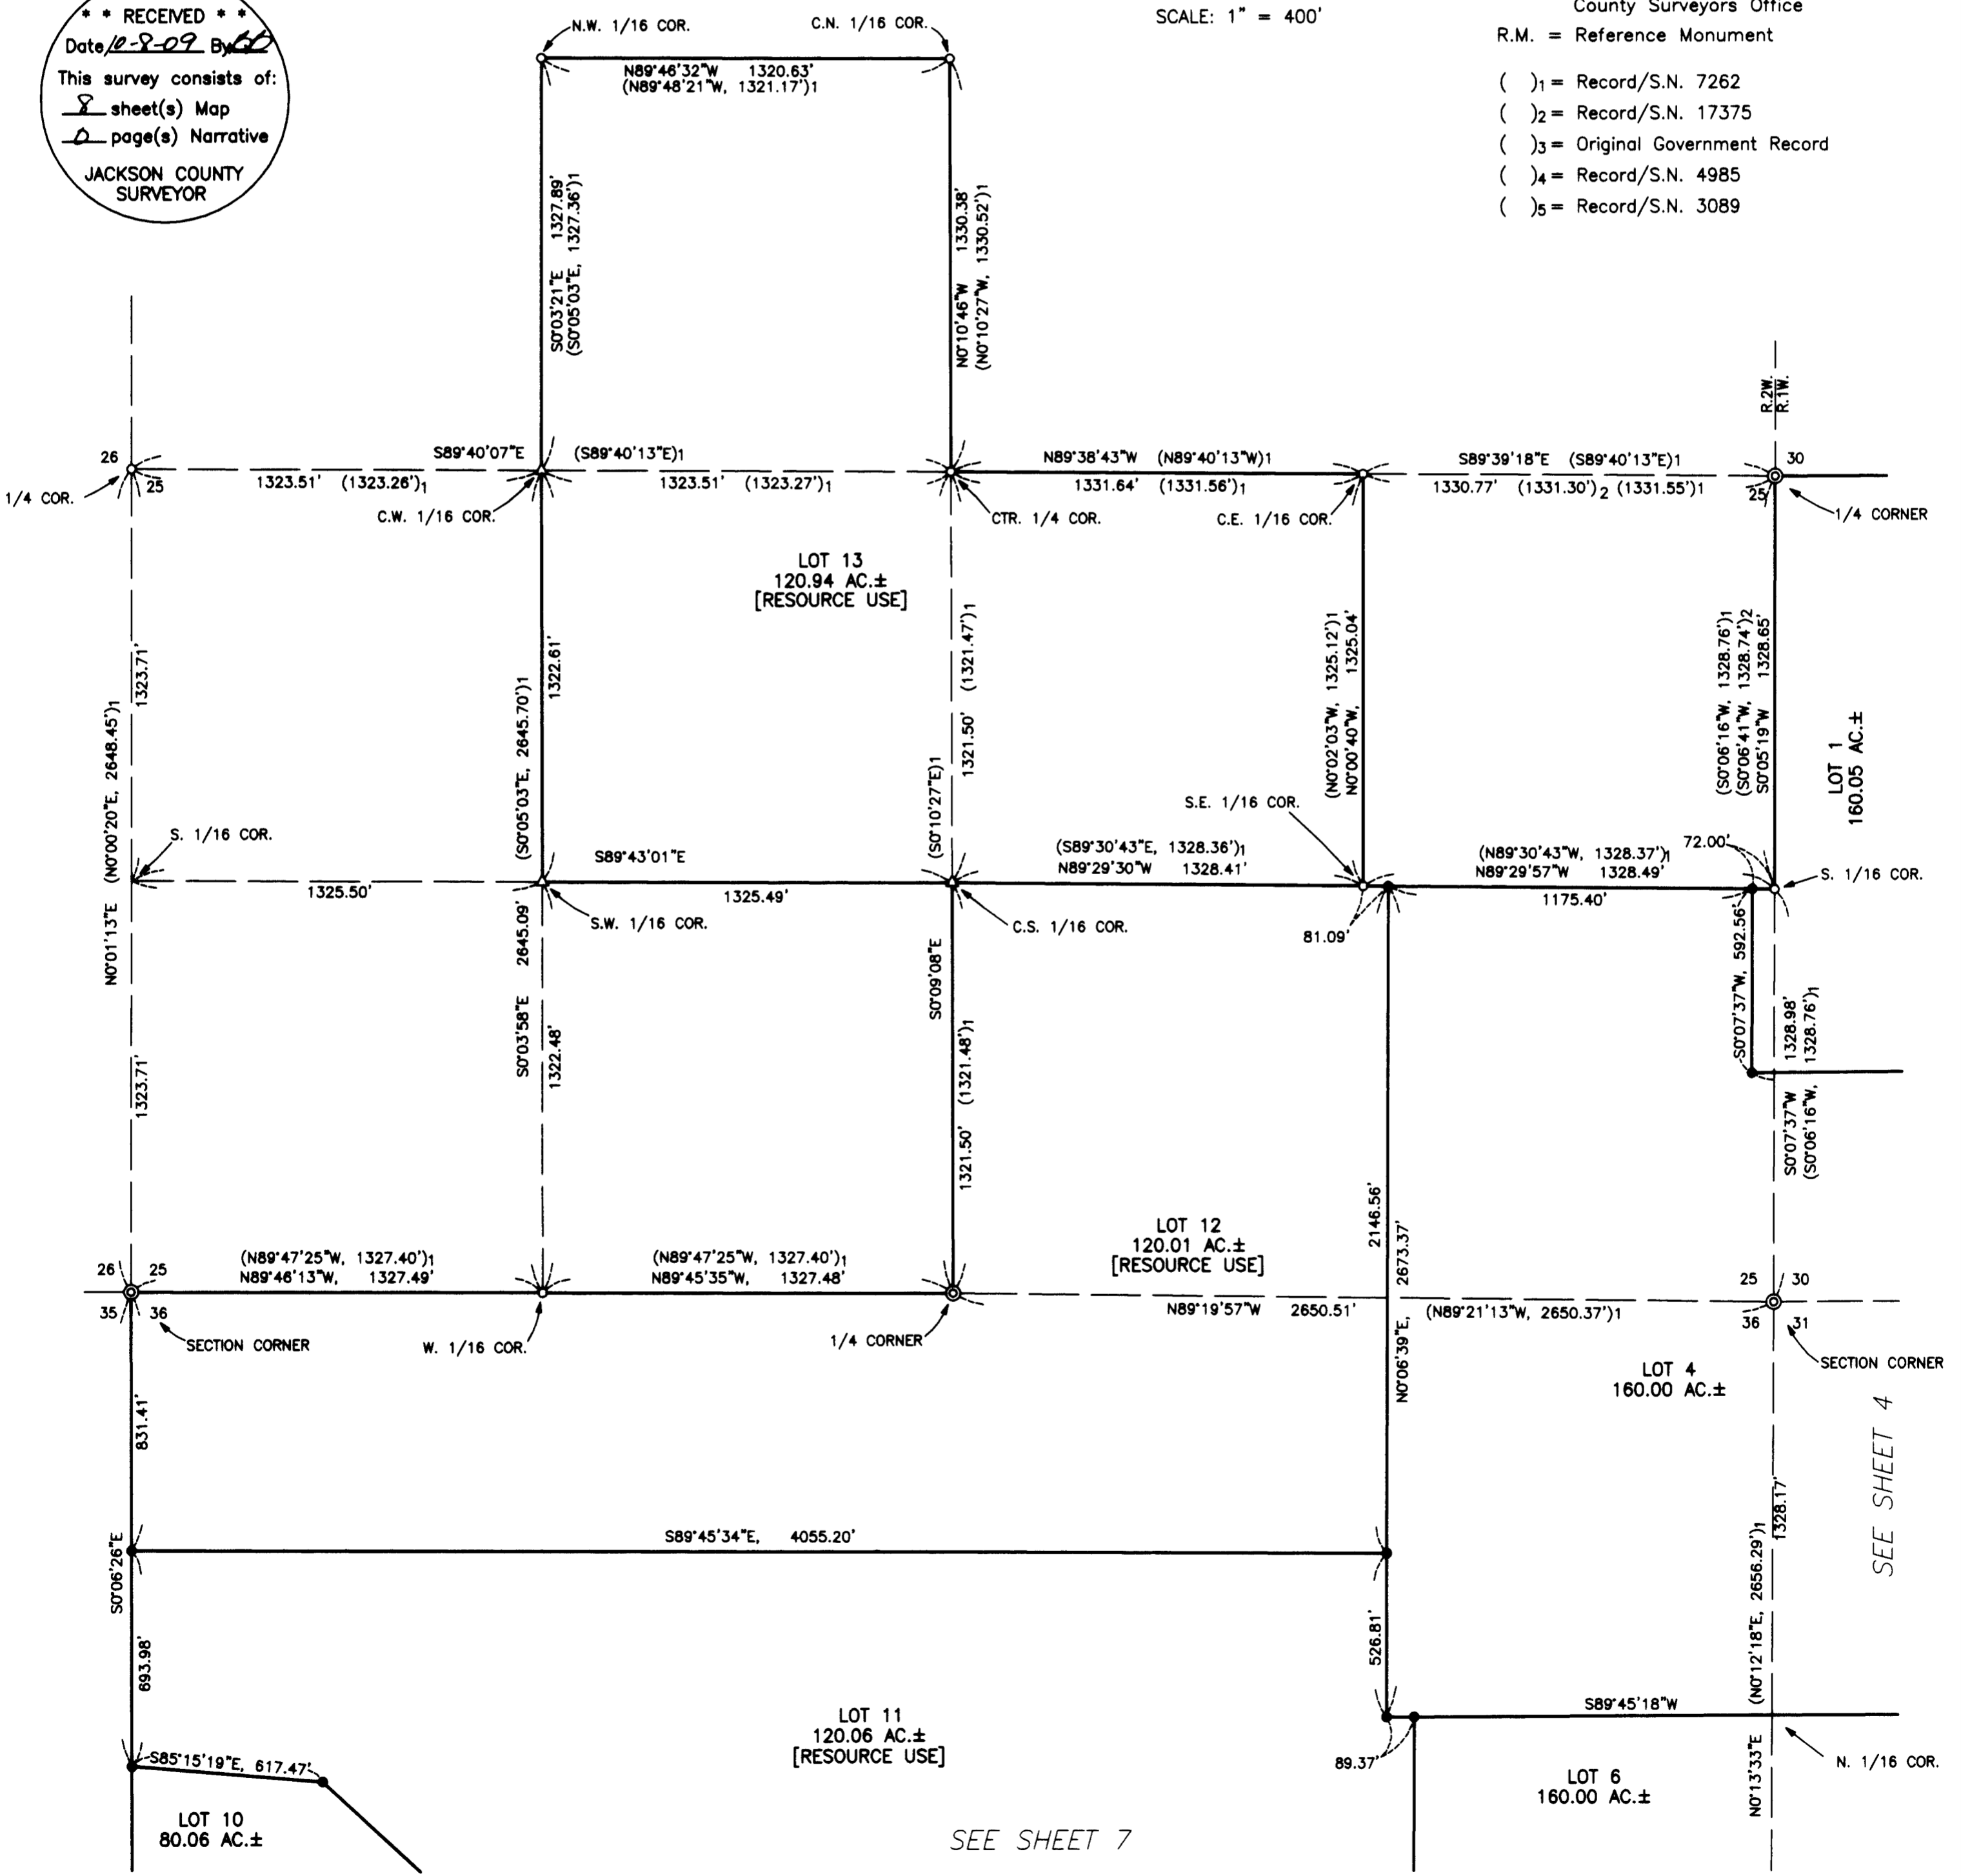 * * RECEIVED * *
Date 10-8-09 By
This survey consists of:
8 sheet(s) Map
0 page(s) Narrative
JACKSON COUNTY
SURVEYOR
SCALE: 1" = 400'
County Surveyors Office
R.M. = Reference Monument
( )1 = Record/S.N. 7262
( )2 = Record/S.N. 17375
( )3 = Original Government Record
( )4 = Record/S.N. 4985
( )5 = Record/S.N. 3089
N.W. 1/16 COR.
C.N. 1/16 COR.
N89°46'32"W 1320.63'
(N89°48'21"W, 1321.17')1
S0°03'21"E 1327.89'
(S0°05'03"E, 1327.36')1
N0°10'46"W 1330.38'
(N0°10'27"W, 1330.52')1
R.2W.
R.1W.
26
25
1/4 COR.
S89°40'07"E (S89°40'13"E)1
1323.51' (1323.26')1
1323.51' (1323.27')1
C.W. 1/16 COR.
N89°38'43"W (N89°40'13"W)1
1331.64' (1331.56')1
CTR. 1/4 COR.
C.E. 1/16 COR.
S89°39'18"E (S89°40'13"E)1
1330.77' (1331.30')2 (1331.55')1
30
25
1/4 CORNER
LOT 13
120.94 AC.±
[RESOURCE USE]
1323.71'
N0°01'13"E (N0°00'20"E, 2648.45')1
1323.71'
1322.61'
(S0°05'03"E, 2645.70')1
1321.50' (1321.47')1
(S0°10'27"E)1
(N0°02'03"W, 1325.12')1
N0°00'40"W, 1325.04'
(S0°06'16"W, 1328.76')1
(S0°06'41"W, 1328.74')2
S0°05'19"W 1328.65'
LOT 1
160.05 AC.±
S. 1/16 COR.
1325.50'
S89°43'01"E
1325.49'
S.W. 1/16 COR.
S.E. 1/16 COR.
(S89°30'43"E, 1328.36')1
N89°29'30"W 1328.41'
C.S. 1/16 COR.
81.09'
(N89°30'43"W, 1328.37')1
N89°29'57"W 1328.49'
1175.40'
72.00'
S. 1/16 COR.
S0°03'58"E 2645.09'
1322.48'
S0°09'08"E
1321.50' (1321.48')1
S0°07'37"W, 592.56'
S0°07'37"W 1328.98'
(S0°06'16"W, 1328.76')1
2146.56'
N0°06'39"E, 2673.37'
LOT 12
120.01 AC.±
[RESOURCE USE]
26 25
35 36
SECTION CORNER
(N89°47'25"W, 1327.40')1
N89°46'13"W, 1327.49'
W. 1/16 COR.
(N89°47'25"W, 1327.40')1
N89°45'35"W, 1327.48'
1/4 CORNER
N89°19'57"W 2650.51' (N89°21'13"W, 2650.37')1
25 30
36 31
SECTION CORNER
LOT 4
160.00 AC.±
SEE SHEET 4
831.41'
S0°06'26"E
693.98'
S89°45'34"E, 4055.20'
526.81'
1328.17'
(N0°12'18"E, 2656.29')1
N0°13'33"E
S89°45'18"W
89.37'
N. 1/16 COR.
LOT 11
120.06 AC.±
[RESOURCE USE]
LOT 6
160.00 AC.±
S85°15'19"E, 617.47'
LOT 10
80.06 AC.±
SEE SHEET 7